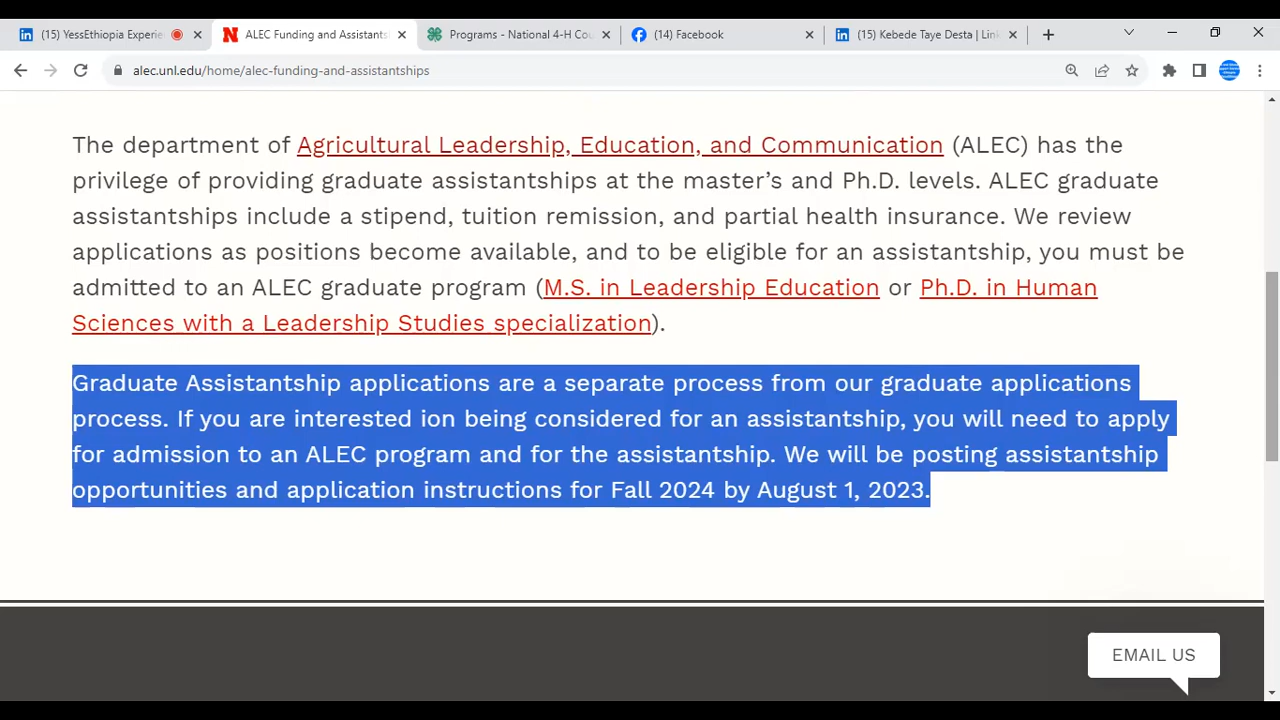 (15) YessEthiopia Experie
ALEC Funding and Assistants
Programs - National 4-H Cou
(14) Facebook
(15) Kebede Taye Desta | Link
alec.unl.edu/home/alec-funding-and-assistantships
The department of Agricultural Leadership, Education, and Communication (ALEC) has the
privilege of providing graduate assistantships at the master’s and Ph.D. levels. ALEC graduate
assistantships include a stipend, tuition remission, and partial health insurance. We review
applications as positions become available, and to be eligible for an assistantship, you must be
admitted to an ALEC graduate program (M.S. in Leadership Education or Ph.D. in Human
Sciences with a Leadership Studies specialization).
Graduate Assistantship applications are a separate process from our graduate applications
process. If you are interested ion being considered for an assistantship, you will need to apply
for admission to an ALEC program and for the assistantship. We will be posting assistantship
opportunities and application instructions for Fall 2024 by August 1, 2023.
EMAIL US